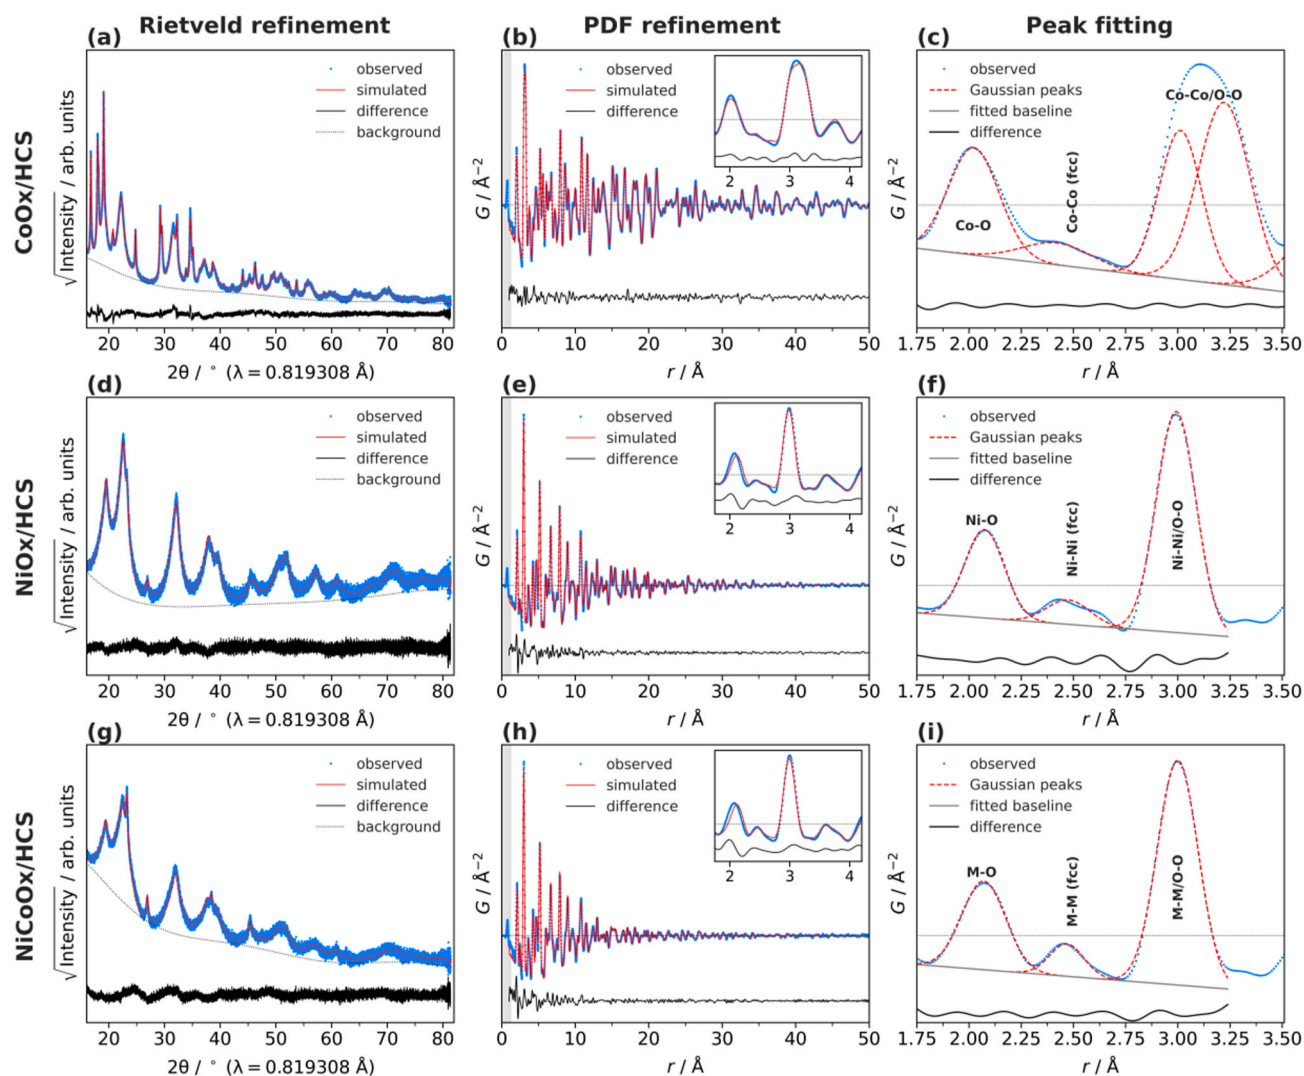 Rietveld refinement
PDF refinement
Peak fitting
CoOx/HCS
(a)
observed
simulated
difference
background
√Intensity / arb. units
20 30 40 50 60 70 80
2θ / ° (λ = 0.819308 Å)
(b)
observed
simulated
difference
G / Å−2
2 3 4
0 10 20 30 40 50
r / Å
(c)
observed
Gaussian peaks
fitted baseline
difference
Co-Co/O-O
Co-O
Co-Co (fcc)
G / Å−2
1.75 2.00 2.25 2.50 2.75 3.00 3.25 3.50
r / Å
NiOx/HCS
(d)
observed
simulated
difference
background
√Intensity / arb. units
20 30 40 50 60 70 80
2θ / ° (λ = 0.819308 Å)
(e)
observed
simulated
difference
G / Å−2
2 3 4
0 10 20 30 40 50
r / Å
(f)
observed
Gaussian peaks
fitted baseline
difference
Ni-O
Ni-Ni (fcc)
Ni-Ni/O-O
G / Å−2
1.75 2.00 2.25 2.50 2.75 3.00 3.25 3.50
r / Å
NiCoOx/HCS
(g)
observed
simulated
difference
background
√Intensity / arb. units
20 30 40 50 60 70 80
2θ / ° (λ = 0.819308 Å)
(h)
observed
simulated
difference
G / Å−2
2 3 4
0 10 20 30 40 50
r / Å
(i)
observed
Gaussian peaks
fitted baseline
difference
M-O
M-M (fcc)
M-M/O-O
G / Å−2
1.75 2.00 2.25 2.50 2.75 3.00 3.25 3.50
r / Å